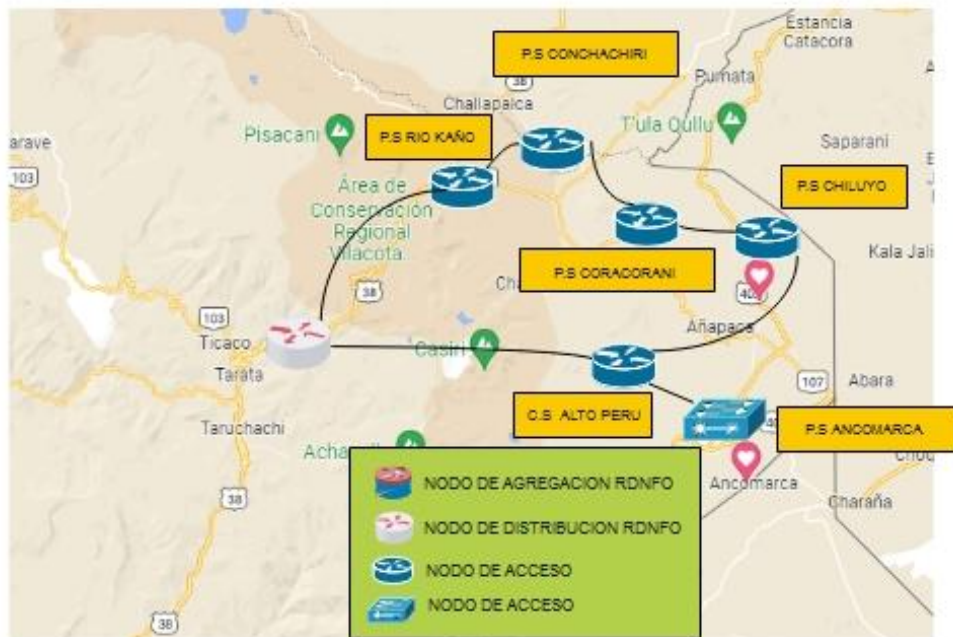 Estancia
Catacora
P.S CONCHACHIRI
38
Pumata
Challapalca
Pisacani
P.S RIO KAÑO
T'ula Qullu
Saparani
arave
103
P.S CHILUYO
Área de
Conservación
Regional
Vilacota
Kala Jali
P.S CORACORANI
38
40
103
Ticaco
Añapaca
'Casiri
Tarata
107
Abara
C.S ALTO PERU
Taruchachi
P.S ANCOMARCA
Ancomarca
Charaña
38
38
NODO DE AGREGACION RDNFO
NODO DE DISTRIBUCION RDNFO
NODO DE ACCESO
NODO DE ACCESO